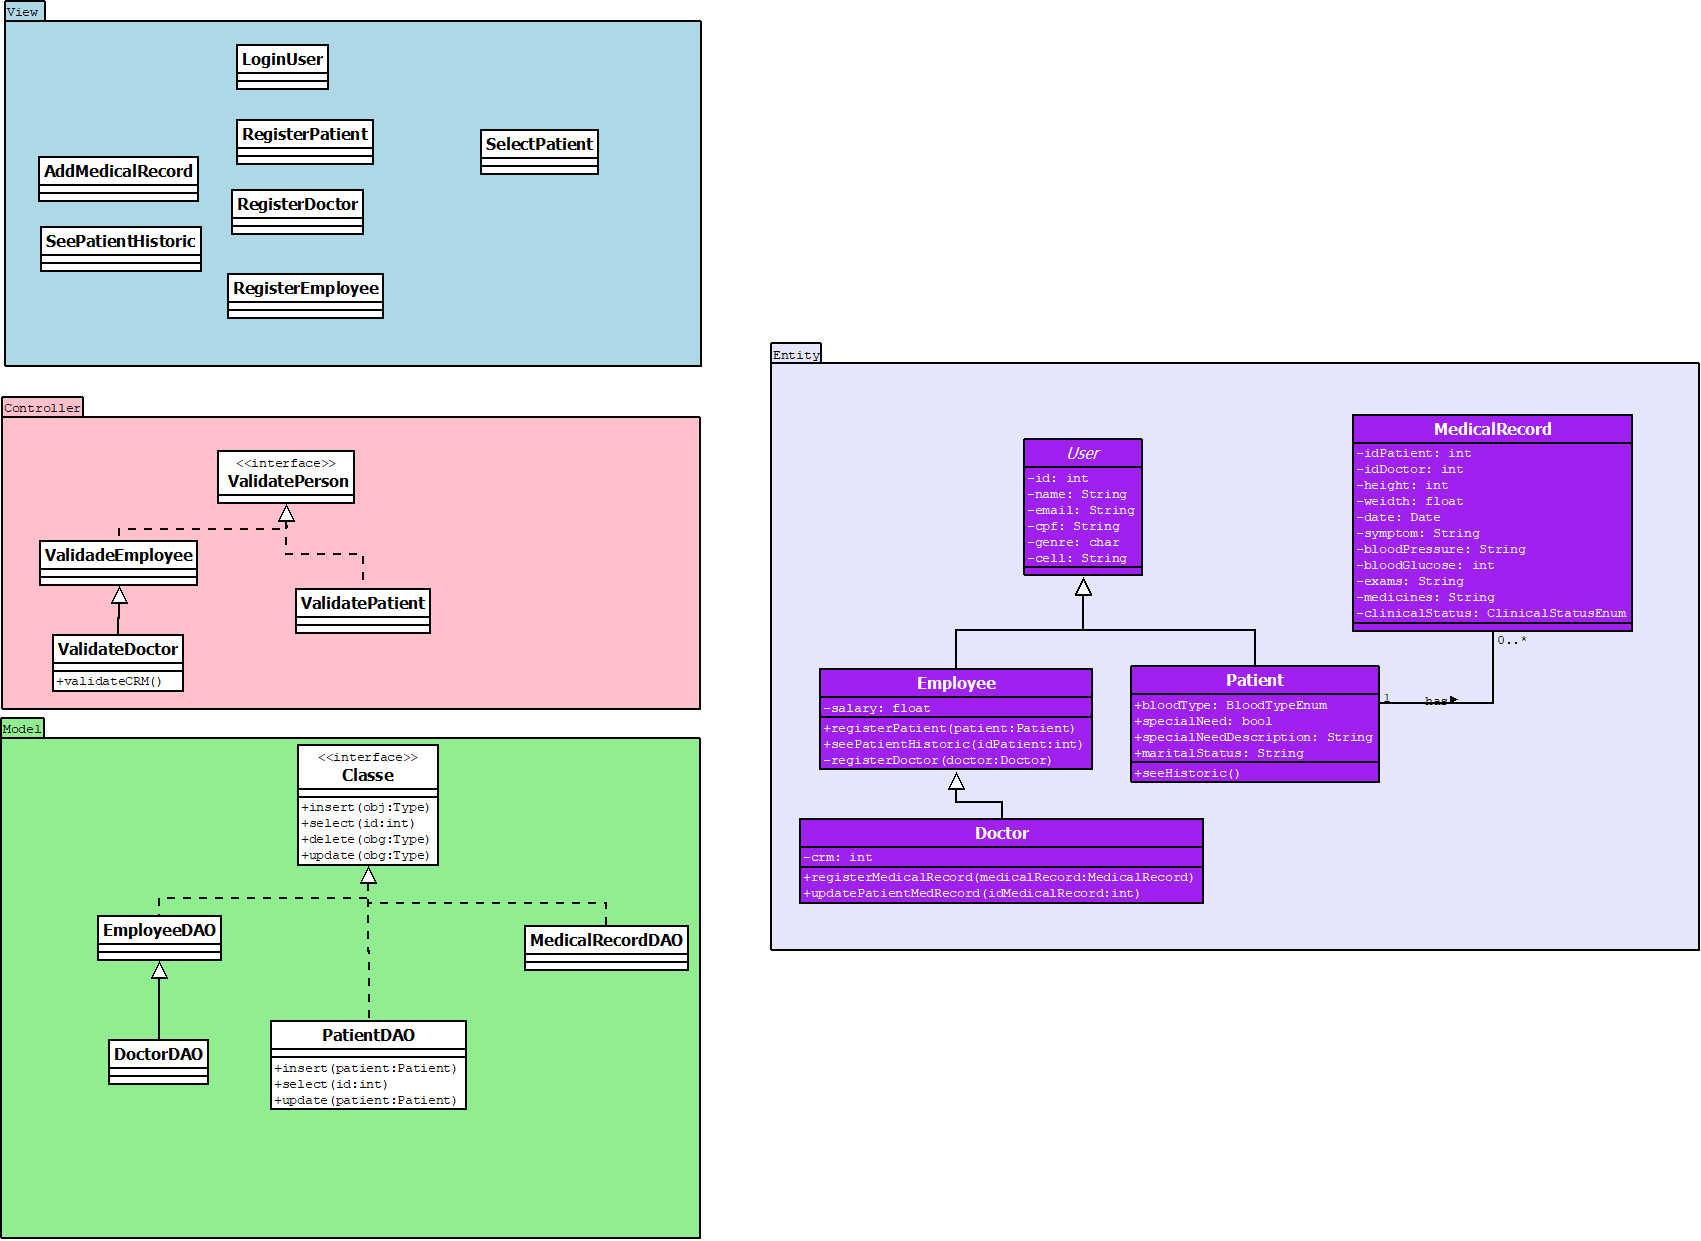 View
LoginUser
RegisterPatient
SelectPatient
AddMedicalRecord
RegisterDoctor
SeePatientHistoric
RegisterEmployee
Controller
<<interface>>
ValidatePerson
ValidadeEmployee
ValidatePatient
ValidateDoctor
+validateCRM()
Model
<<interface>>
Classe
+insert(obj:Type)
+select(id:int)
+delete(obg:Type)
+update(obg:Type)
EmployeeDAO
MedicalRecordDAO
DoctorDAO
PatientDAO
+insert(patient:Patient)
+select(id:int)
+update(patient:Patient)
Entity
User
-id: int
-name: String
-email: String
-cpf: String
-genre: char
-cell: String
MedicalRecord
-idPatient: int
-idDoctor: int
-height: int
-weidth: float
-date: Date
-symptom: String
-bloodPressure: String
-bloodGlucose: int
-exams: String
-medicines: String
-clinicalStatus: ClinicalStatusEnum
0..*
Employee
-salary: float
+registerPatient(patient:Patient)
+seePatientHistoric(idPatient:int)
-registerDoctor(doctor:Doctor)
Patient
+bloodType: BloodTypeEnum
+specialNeed: bool
+specialNeedDescription: String
+maritalStatus: String
+seeHistoric()
1
has
Doctor
-crm: int
+registerMedicalRecord(medicalRecord:MedicalRecord)
+updatePatientMedRecord(idMedicalRecord:int)